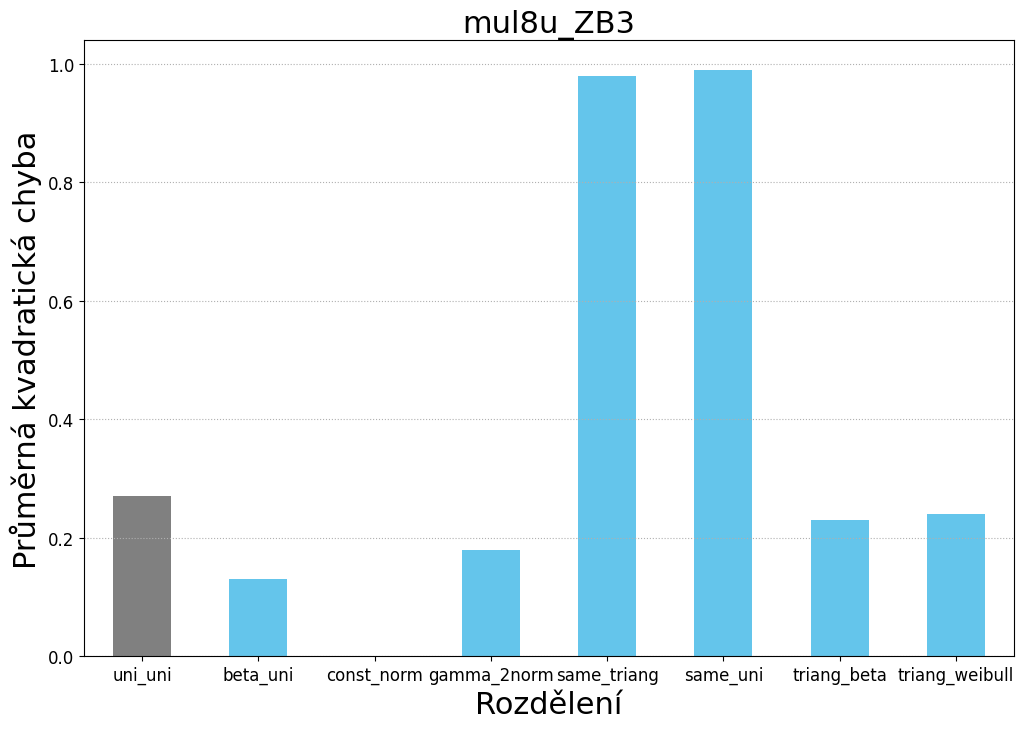 mul8u_ZB3
Průměrná kvadratická chyba
1.0
0.8
0.6
0.4
0.2
0.0
uni_uni beta_uni const_norm gamma_2norm same_triang same_uni triang_beta triang_weibull
Rozdělení